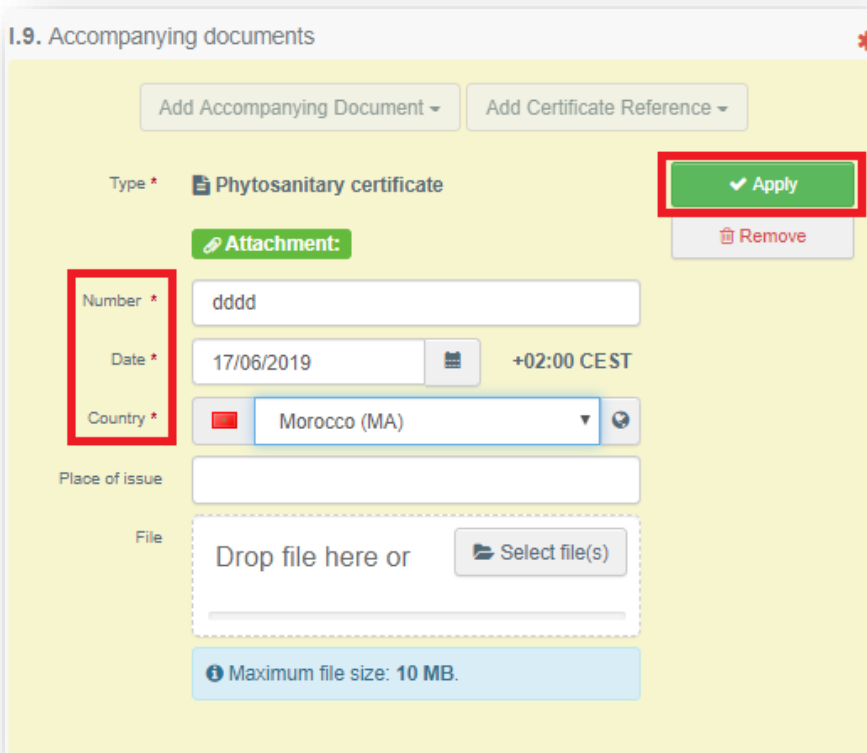 I.9. Accompanying documents
Add Accompanying Document Add Certificate Reference
Type * Phytosanitary certificate Apply
Attachment: Remove
Number * dddd
Date * 17/06/2019 +02:00 CEST
Country * Morocco (MA)
Place of issue
File Drop file here or Select file(s)
Maximum file size: 10 MB.